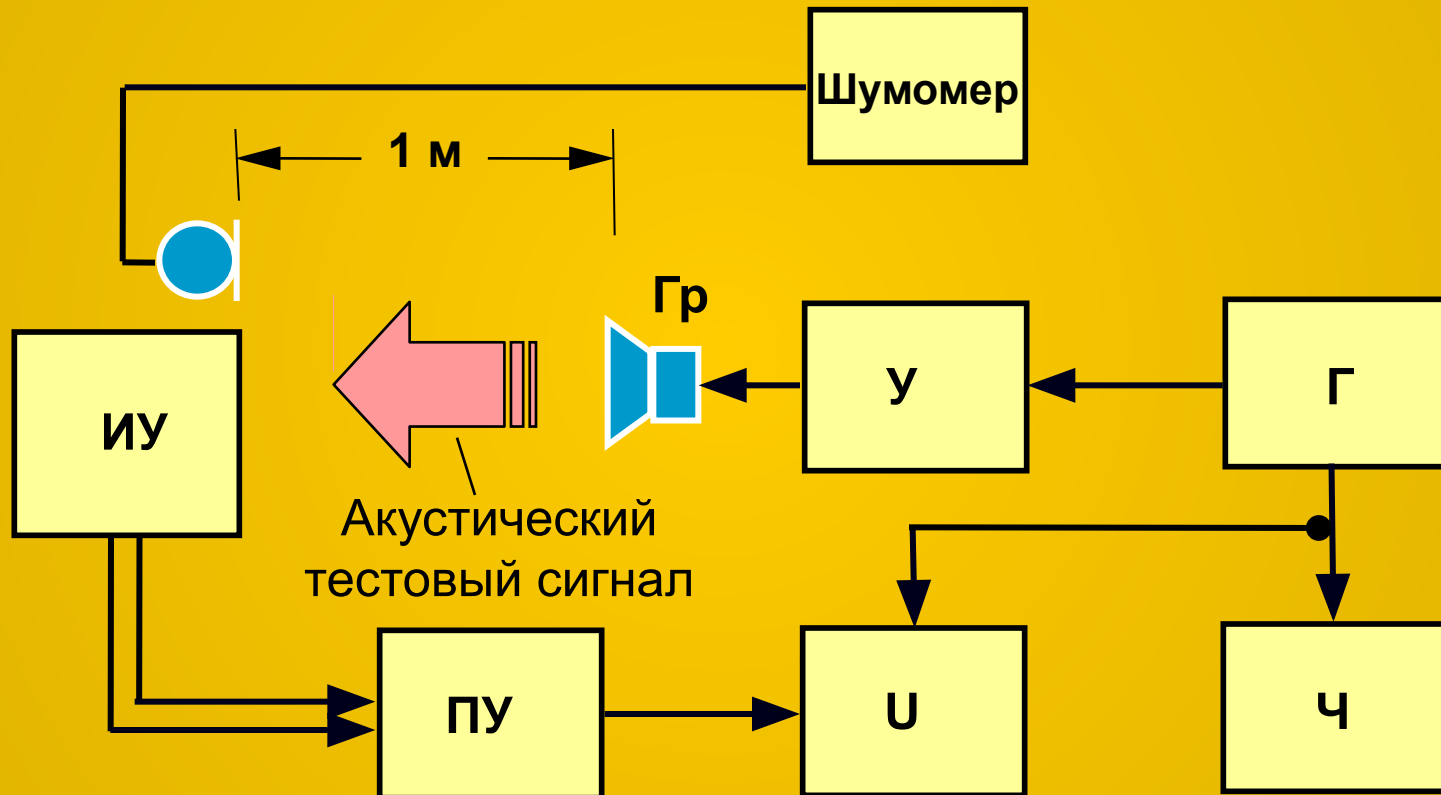 Шумомер
1 м
Гр
У
Г
ИУ
Акустический
тестовый сигнал
ПУ
U
Ч